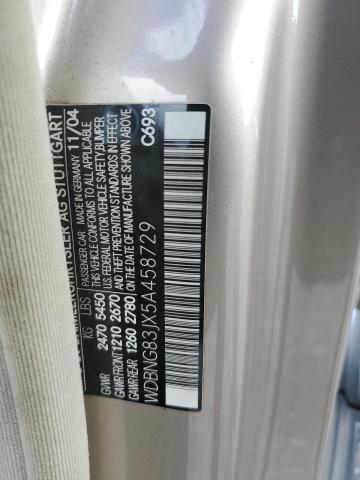 CHRYSLER AG STUTTGART
MADE IN GERMANY 11/04
PASSENGER CAR
THIS VEHICLE CONFORMS TO ALL APPLICABLE
U.S. FEDERAL MOTOR VEHICLE SAFETY/BUMPER
AND THEFT PREVENTION STANDARDS IN EFFECT
ON THE DATE OF MANUFACTURE SHOWN ABOVE
KG LBS
GVWR 2470 5450
GAWR FRONT 1210 2670
GAWR REAR 1260 2780
C693
WDBNG83JX5A458729